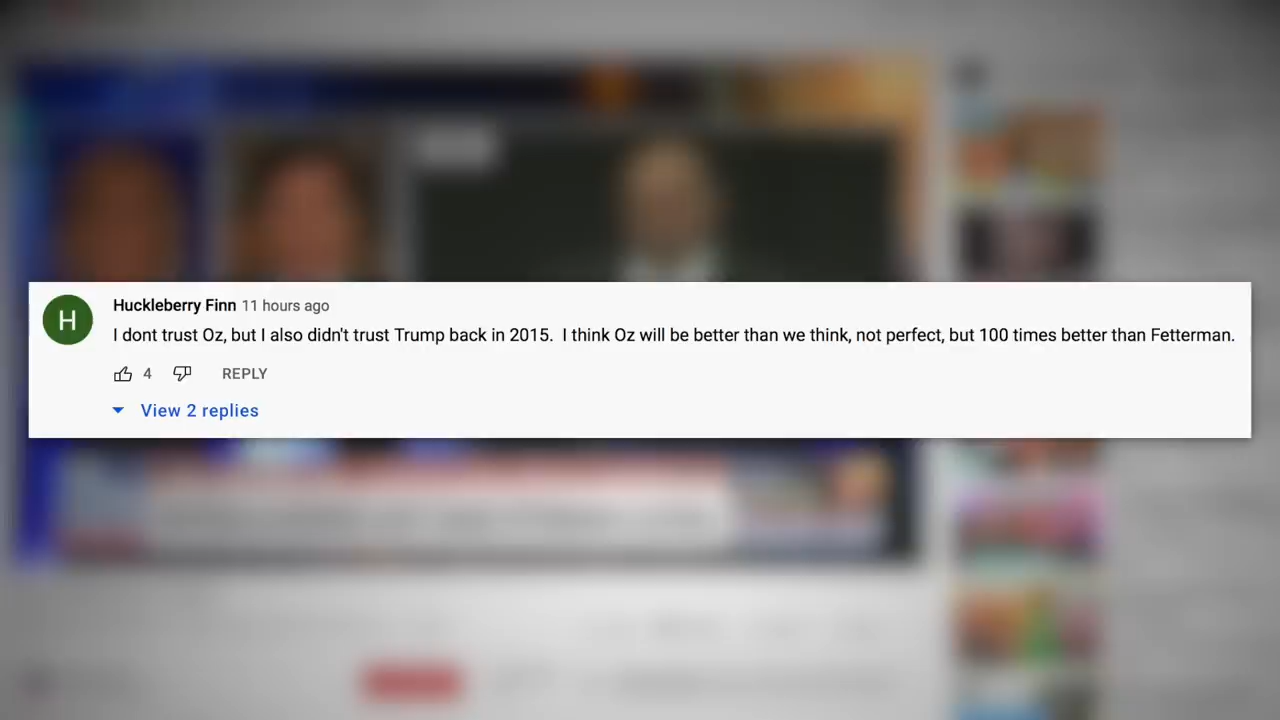 H
Huckleberry Finn 11 hours ago
I dont trust Oz, but I also didn't trust Trump back in 2015.  I think Oz will be better than we think, not perfect, but 100 times better than Fetterman.
4 REPLY
View 2 replies